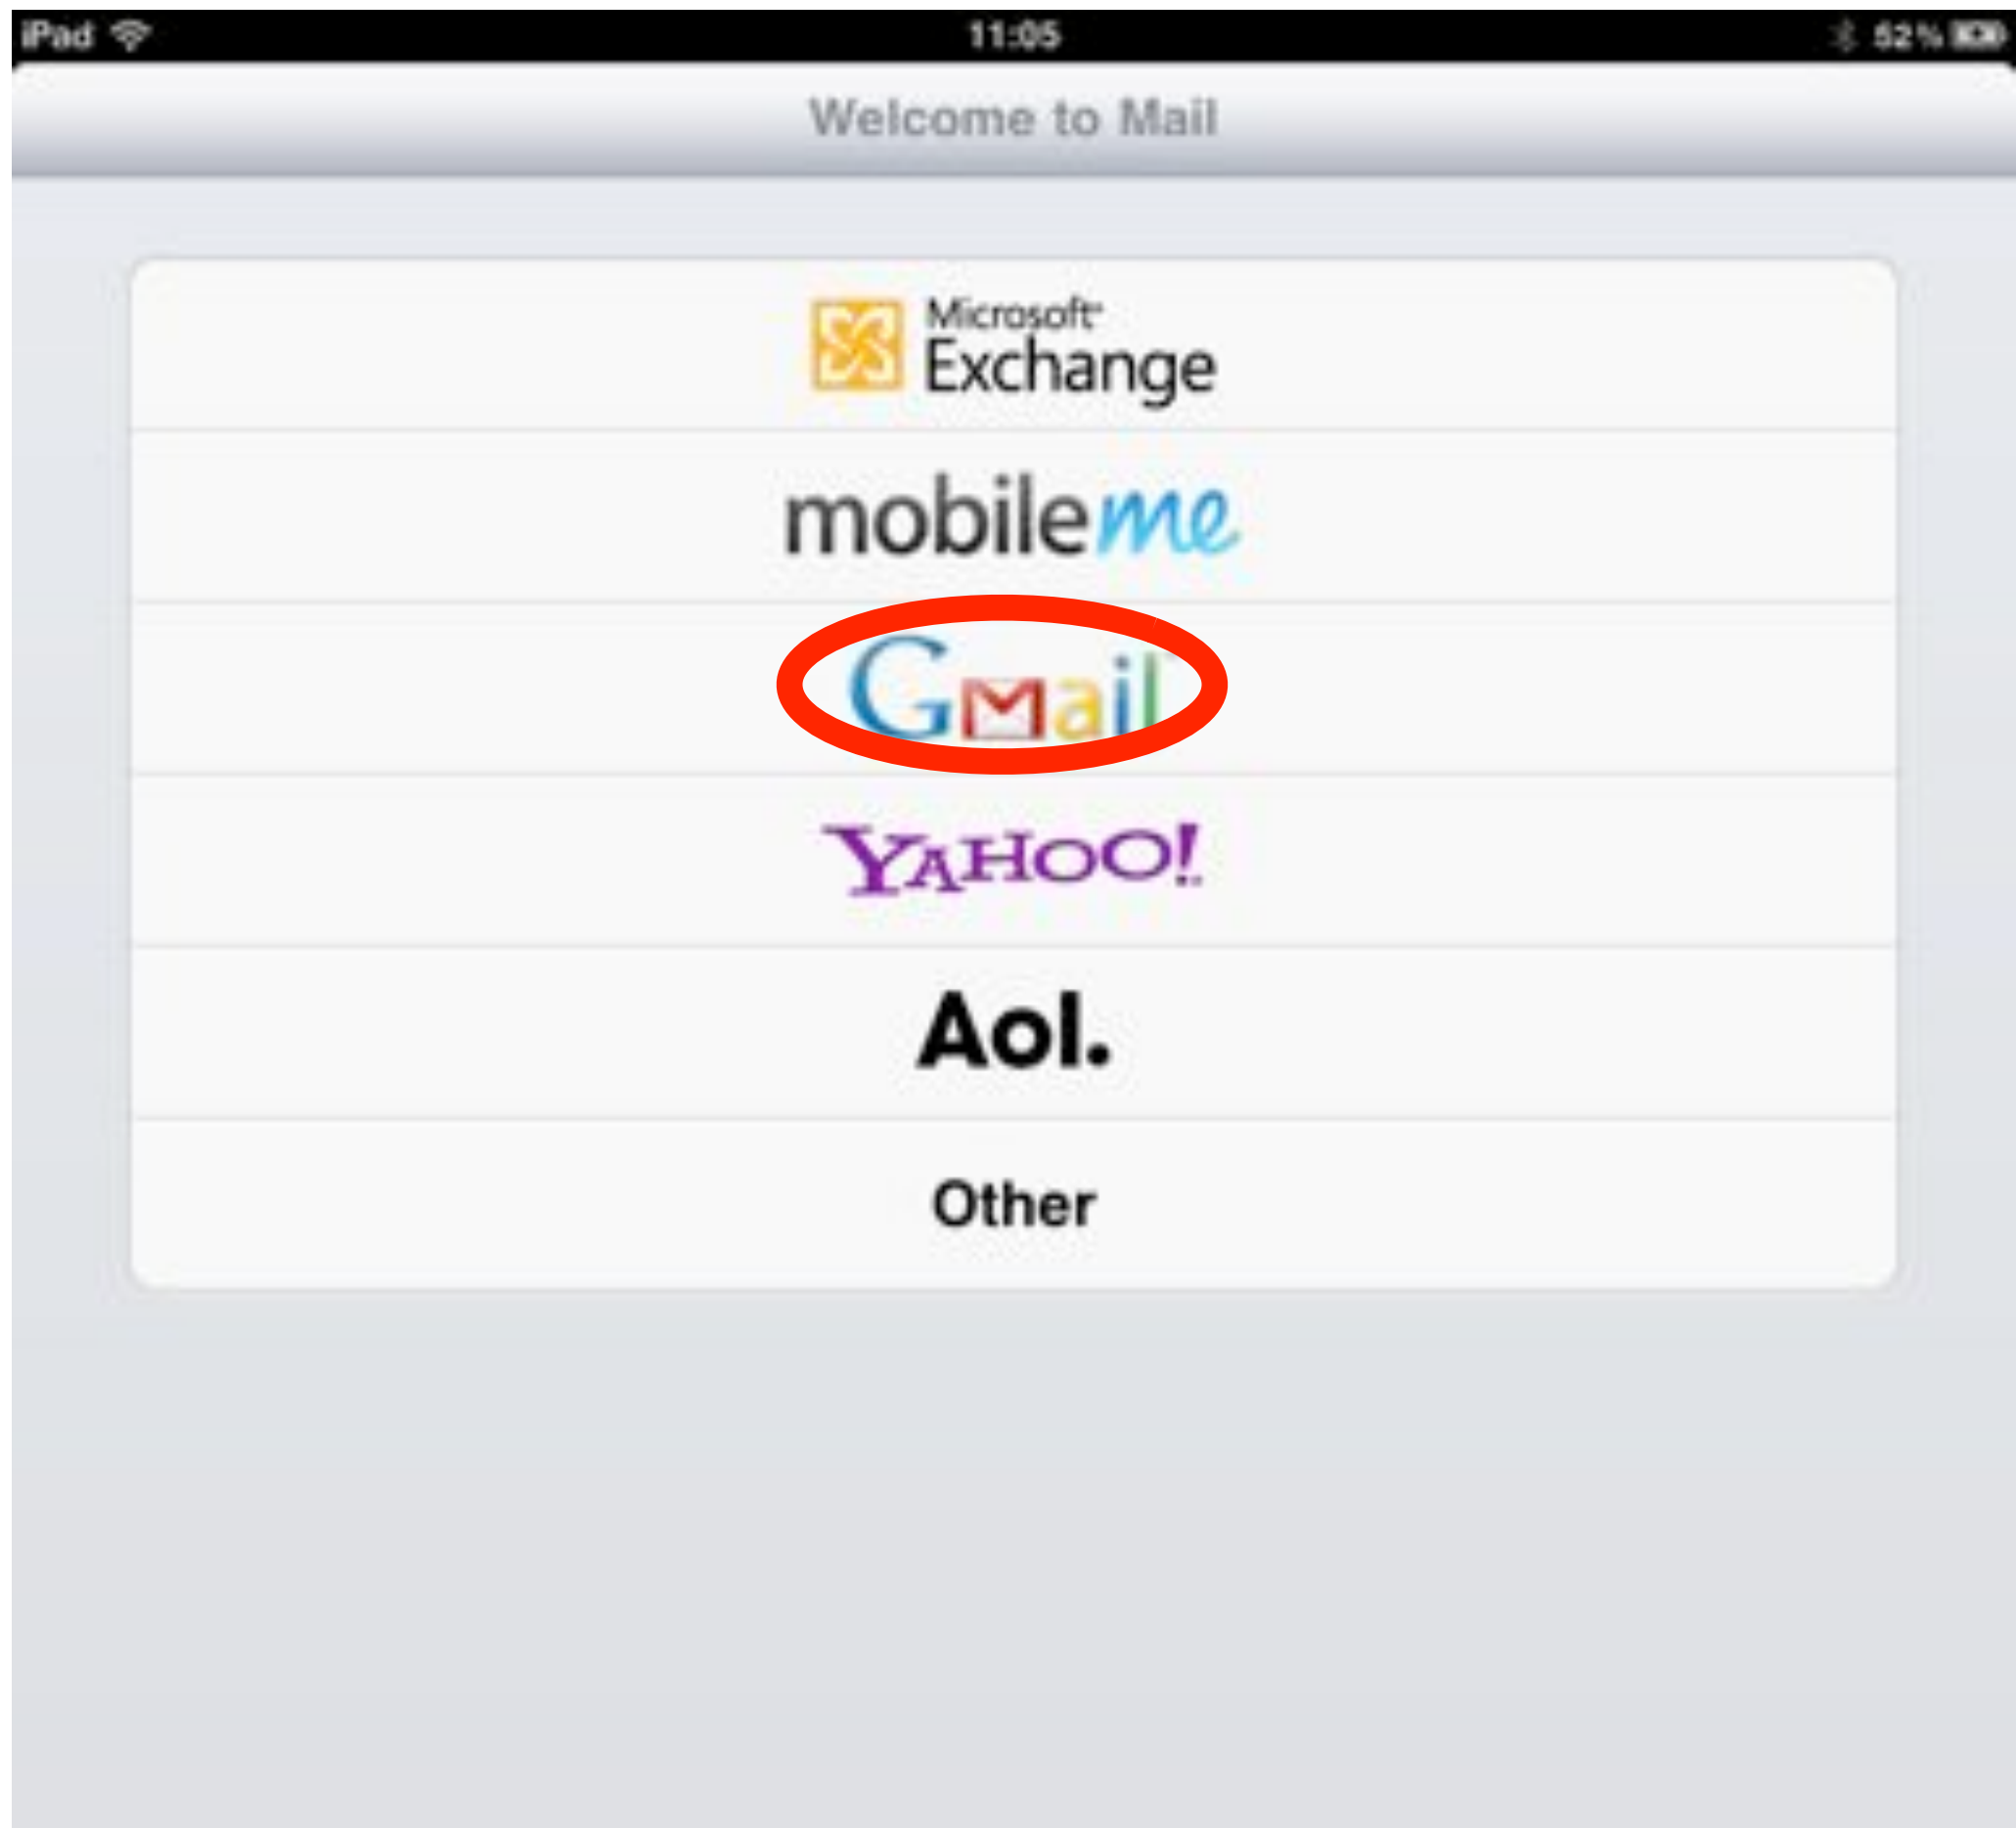 iPad 11:05 52%
Welcome to Mail
Microsoft®
Exchange
mobileme
Gmail
YAHOO!
Aol.
Other